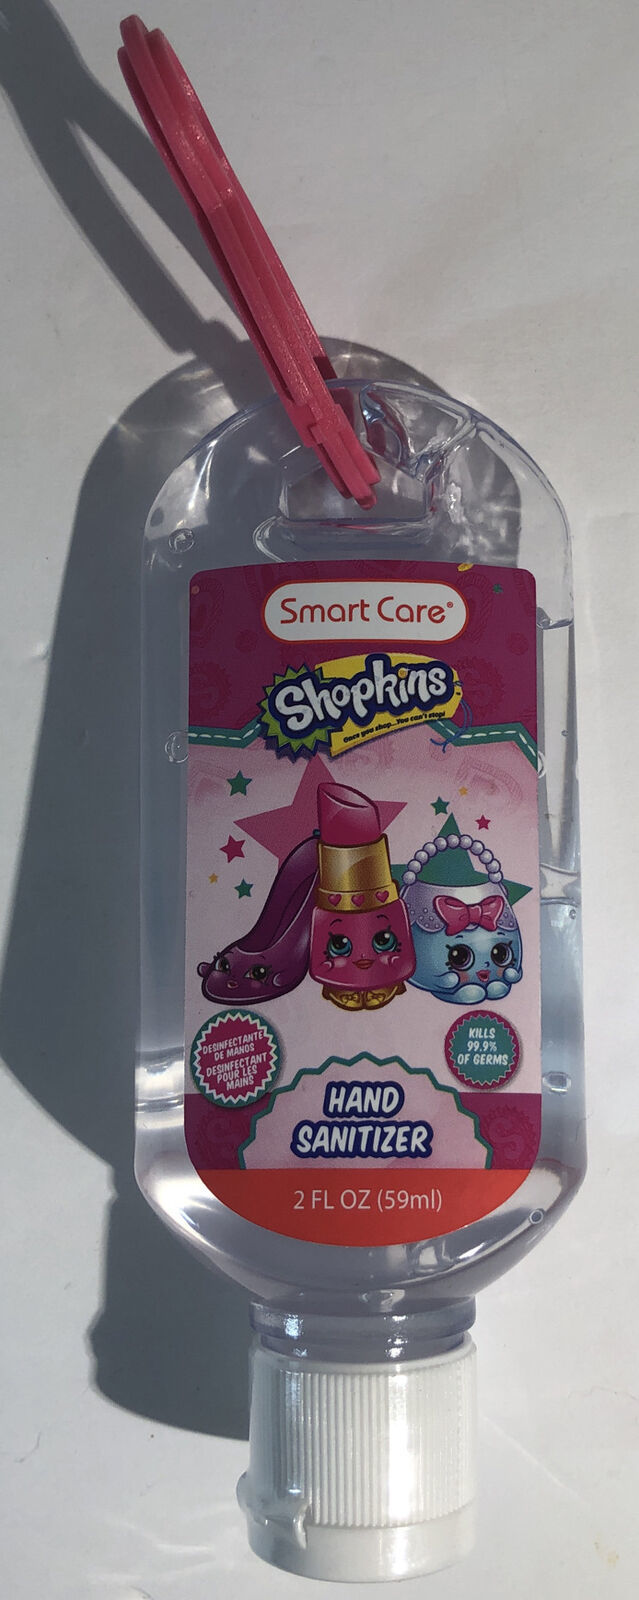 Smart Care®
Shopkins
Once you shop...You can't stop!
DESINFECTANTE
DE MANOS
DESINFECTANT
POUR LES
MAINS
KILLS
99.9%
OF GERMS
HAND
SANITIZER
2 FL OZ (59ml)